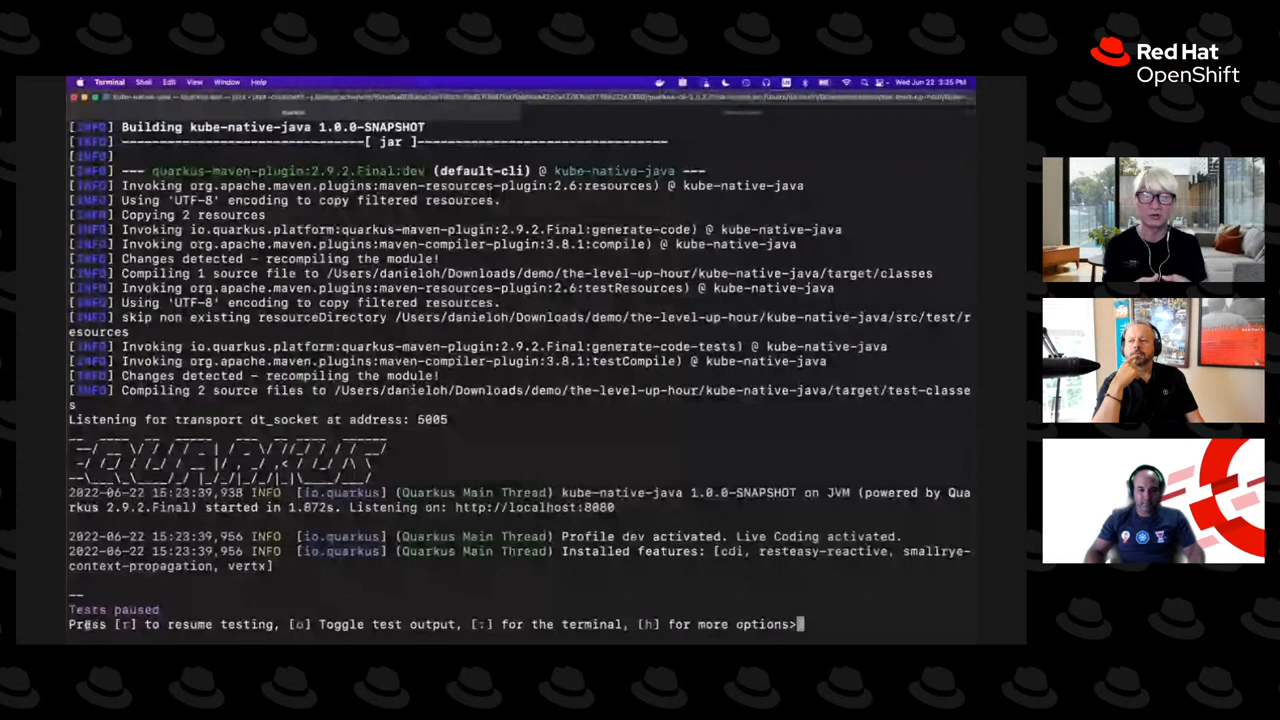 Red Hat
OpenShift
Terminal Shell Edit View Window Help
Wed Jun 22 3:35 PM
[INFO] Building kube-native-java 1.0.0-SNAPSHOT
[INFO] --------------------------------[ jar ]---------------------------------
[INFO]
[INFO] --- quarkus-maven-plugin:2.9.2.Final:dev (default-cli) @ kube-native-java ---
[INFO] Invoking org.apache.maven.plugins:maven-resources-plugin:2.6:resources) @ kube-native-java
[INFO] Using 'UTF-8' encoding to copy filtered resources.
[INFO] Copying 2 resources
[INFO] Invoking io.quarkus.platform:quarkus-maven-plugin:2.9.2.Final:generate-code) @ kube-native-java
[INFO] Invoking org.apache.maven.plugins:maven-compiler-plugin:3.8.1:compile) @ kube-native-java
[INFO] Changes detected - recompiling the module!
[INFO] Compiling 1 source file to /Users/danieloh/Downloads/demo/the-level-up-hour/kube-native-java/target/classes
[INFO] Invoking org.apache.maven.plugins:maven-resources-plugin:2.6:testResources) @ kube-native-java
[INFO] Using 'UTF-8' encoding to copy filtered resources.
[INFO] skip non existing resourceDirectory /Users/danieloh/Downloads/demo/the-level-up-hour/kube-native-java/src/test/r
esources
[INFO] Invoking io.quarkus.platform:quarkus-maven-plugin:2.9.2.Final:generate-code-tests) @ kube-native-java
[INFO] Invoking org.apache.maven.plugins:maven-compiler-plugin:3.8.1:testCompile) @ kube-native-java
[INFO] Changes detected - recompiling the module!
[INFO] Compiling 2 source files to /Users/danieloh/Downloads/demo/the-level-up-hour/kube-native-java/target/test-classe
s
Listening for transport dt_socket at address: 5005
QUARKUS
2022-06-22 15:23:39,938 INFO [io.quarkus] (Quarkus Main Thread) kube-native-java 1.0.0-SNAPSHOT on JVM (powered by Qua
rkus 2.9.2.Final) started in 1.872s. Listening on: http://localhost:8080
2022-06-22 15:23:39,956 INFO [io.quarkus] (Quarkus Main Thread) Profile dev activated. Live Coding activated.
2022-06-22 15:23:39,956 INFO [io.quarkus] (Quarkus Main Thread) Installed features: [cdi, resteasy-reactive, smallrye-
context-propagation, vertx]
--
Tests paused
Press [r] to resume testing, [o] Toggle test output, [:] for the terminal, [h] for more options>